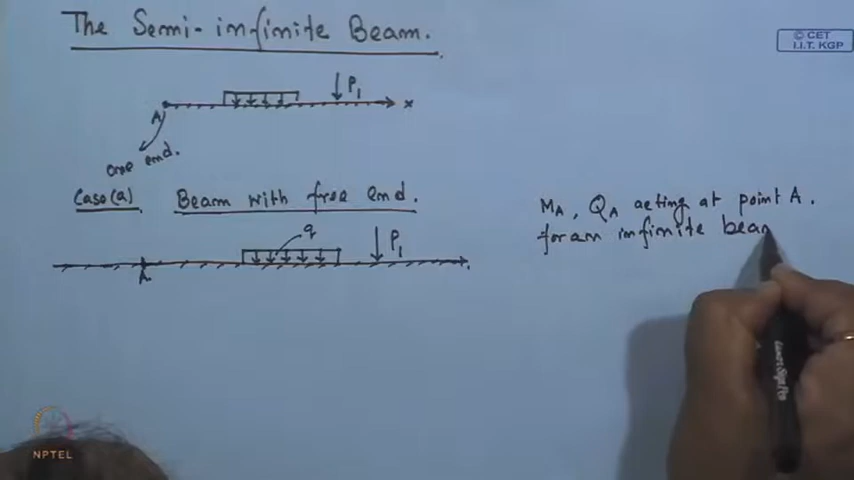 The Semi-infinite Beam.
© CET
I.I.T. KGP
P1
A
x
one end.
Case(a) Beam with free end.
q
P1
A
MA, QA acting at point A.
for an infinite beam
NPTEL